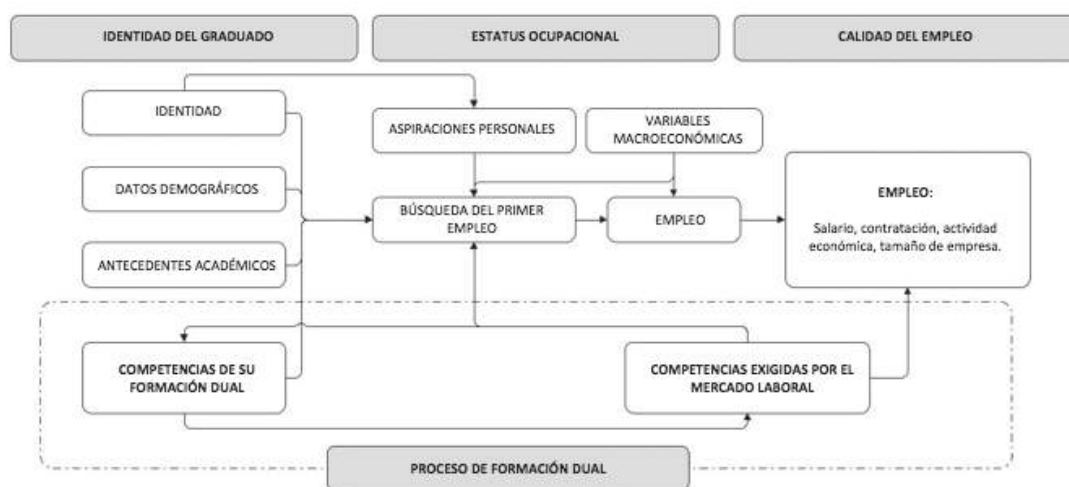 IDENTIDAD DEL GRADUADO
ESTATUS OCUPACIONAL
CALIDAD DEL EMPLEO
IDENTIDAD
ASPIRACIONES PERSONALES
VARIABLES
MACROECONÓMICAS
DATOS DEMOGRÁFICOS
BÚSQUEDA DEL PRIMER
EMPLEO
EMPLEO
EMPLEO:
Salario, contratación, actividad
económica, tamaño de empresa.
ANTECEDENTES ACADÉMICOS
COMPETENCIAS DE SU
FORMACIÓN DUAL
COMPETENCIAS EXIGIDAS POR EL
MERCADO LABORAL
PROCESO DE FORMACIÓN DUAL